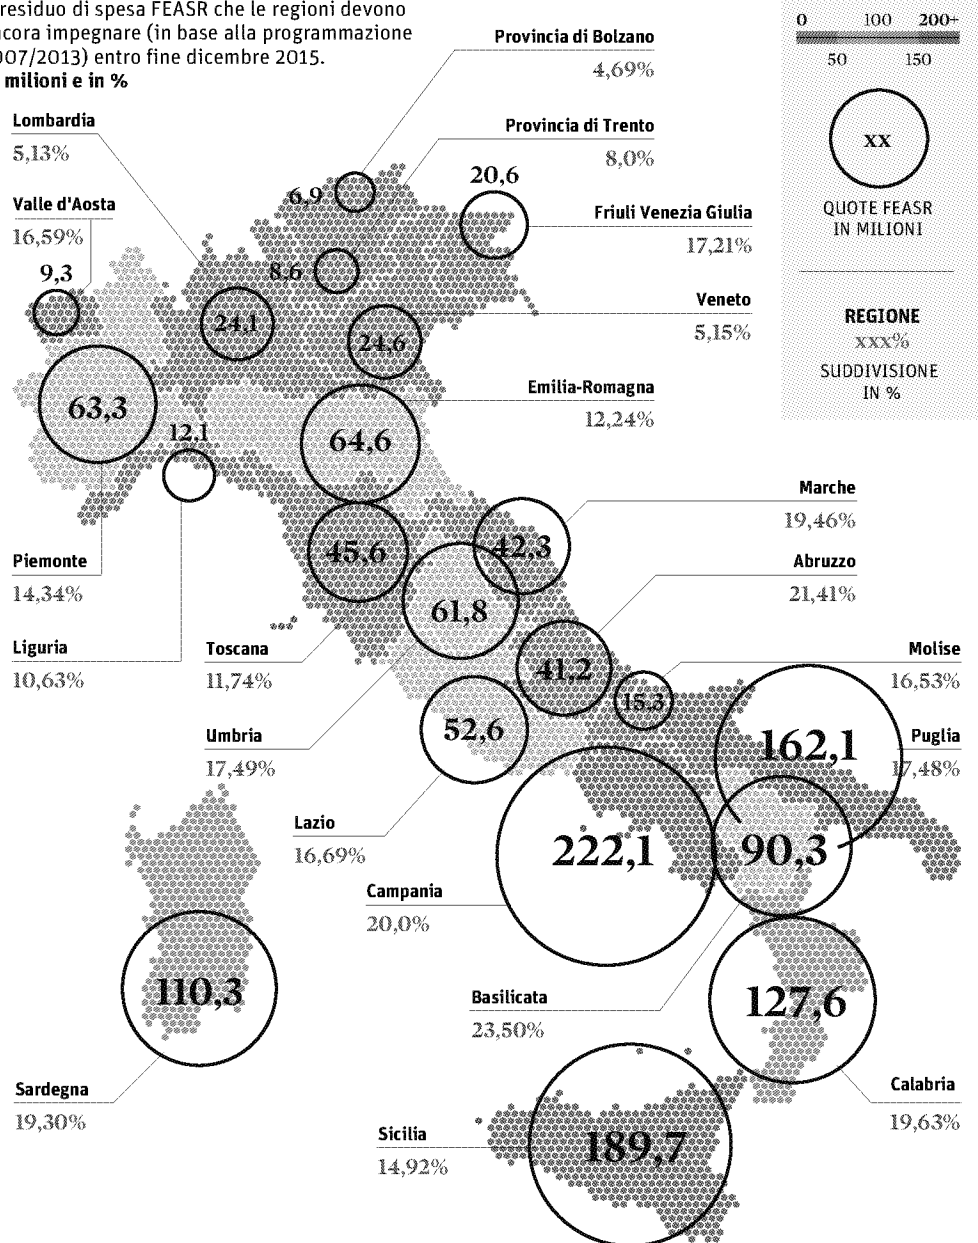 residuo di spesa FEASR che le regioni devono
ncora impegnare (in base alla programmazione
007/2013) entro fine dicembre 2015.
milioni e in %
0 100 200+
50 150
xx
QUOTE FEASR
IN MILIONI
REGIONE
xxx%
SUDDIVISIONE
IN %
Provincia di Bolzano
4,69%
6,9
Lombardia
5,13%
24,1
Provincia di Trento
8,0%
8,6
Valle d'Aosta
16,59%
9,3
20,6
Friuli Venezia Giulia
17,21%
Veneto
5,15%
24,6
Emilia-Romagna
12,24%
64,6
63,3
12,1
Marche
19,46%
42,3
45,6
Piemonte
14,34%
Abruzzo
21,41%
61,8
Liguria
10,63%
Toscana
11,74%
41,2
Molise
16,53%
15,3
Umbria
17,49%
52,6
162,1
Puglia
17,48%
Lazio
16,69%
222,1
90,3
Campania
20,0%
110,3
Basilicata
23,50%
127,6
Sardegna
19,30%
Calabria
19,63%
Sicilia
14,92%
189,7